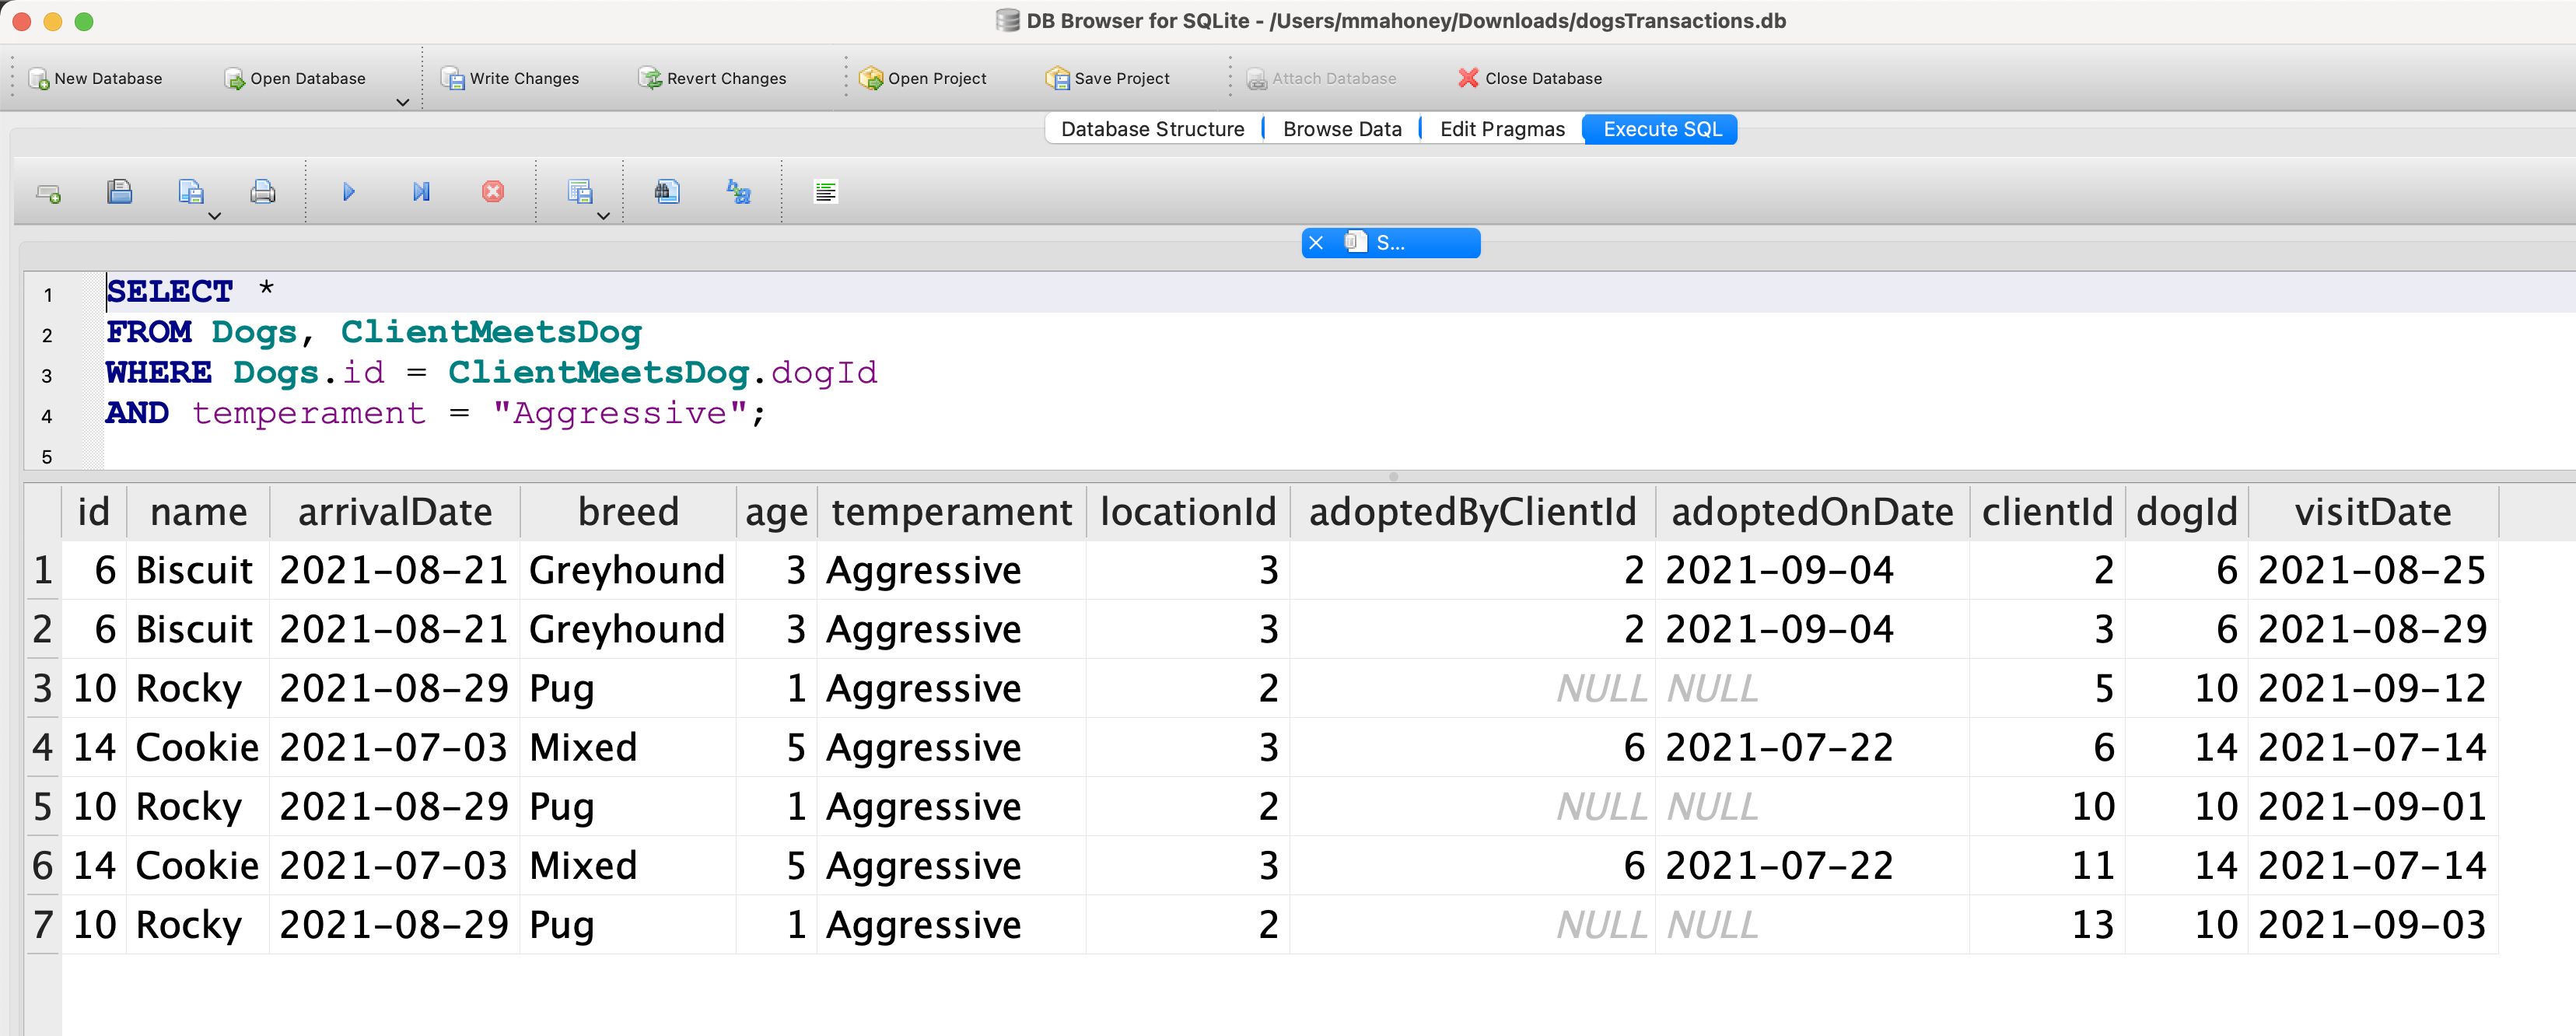 DB Browser for SQLite - /Users/mmahoney/Downloads/dogsTransactions.db
New Database Open Database Write Changes Revert Changes Open Project Save Project Attach Database Close Database
Database Structure Browse Data Edit Pragmas Execute SQL
S...
1 SELECT *
2 FROM Dogs, ClientMeetsDog
3 WHERE Dogs.id = ClientMeetsDog.dogId
4 AND temperament = "Aggressive";
5
id name arrivalDate breed age temperament locationId adoptedByClientId adoptedOnDate clientId dogId visitDate
1 6 Biscuit 2021-08-21 Greyhound 3 Aggressive 3 2 2021-09-04 2 6 2021-08-25
2 6 Biscuit 2021-08-21 Greyhound 3 Aggressive 3 2 2021-09-04 3 6 2021-08-29
3 10 Rocky 2021-08-29 Pug 1 Aggressive 2 NULL NULL 5 10 2021-09-12
4 14 Cookie 2021-07-03 Mixed 5 Aggressive 3 6 2021-07-22 6 14 2021-07-14
5 10 Rocky 2021-08-29 Pug 1 Aggressive 2 NULL NULL 10 10 2021-09-01
6 14 Cookie 2021-07-03 Mixed 5 Aggressive 3 6 2021-07-22 11 14 2021-07-14
7 10 Rocky 2021-08-29 Pug 1 Aggressive 2 NULL NULL 13 10 2021-09-03